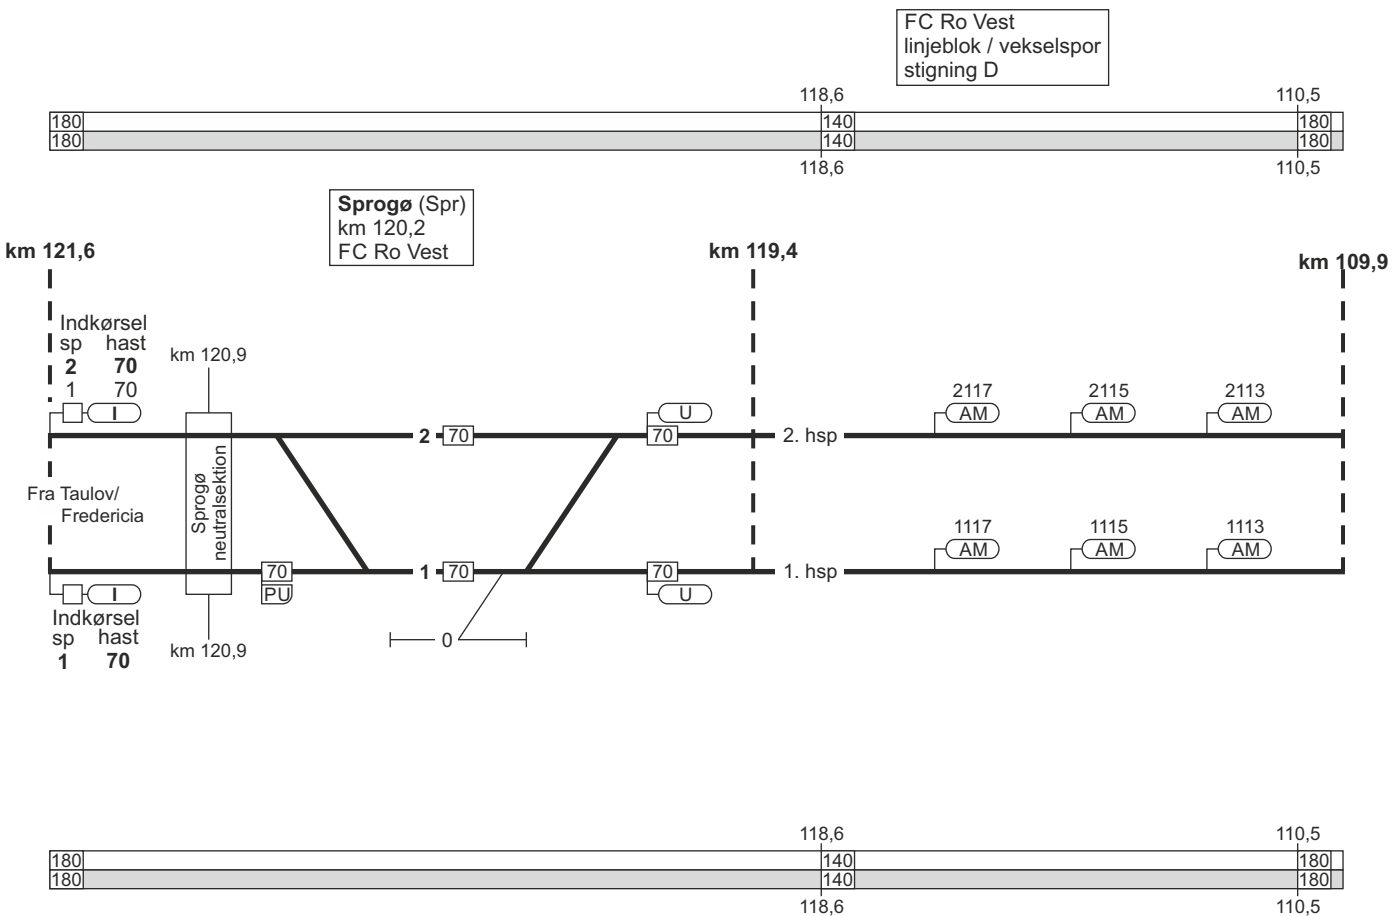 FC Ro Vest
linjeblok / vekselspor
stigning D
118,6
110,5
180
140
180
180
140
180
118,6
110,5
Sprogø (Spr)
km 120,2
FC Ro Vest
km 121,6
km 119,4
km 109,9
Indkørsel
sp hast
2 70
1 70
km 120,9
I
U
2117
2115
2113
AM
AM
AM
2
70
70
2. hsp
Fra Taulov/
Fredericia
Sprogø
neutralsektion
1117
1115
1113
AM
AM
AM
70
1
70
70
1. hsp
I
PU
U
Indkørsel
sp hast
1 70
km 120,9
0
118,6
110,5
180
140
180
180
140
180
118,6
110,5